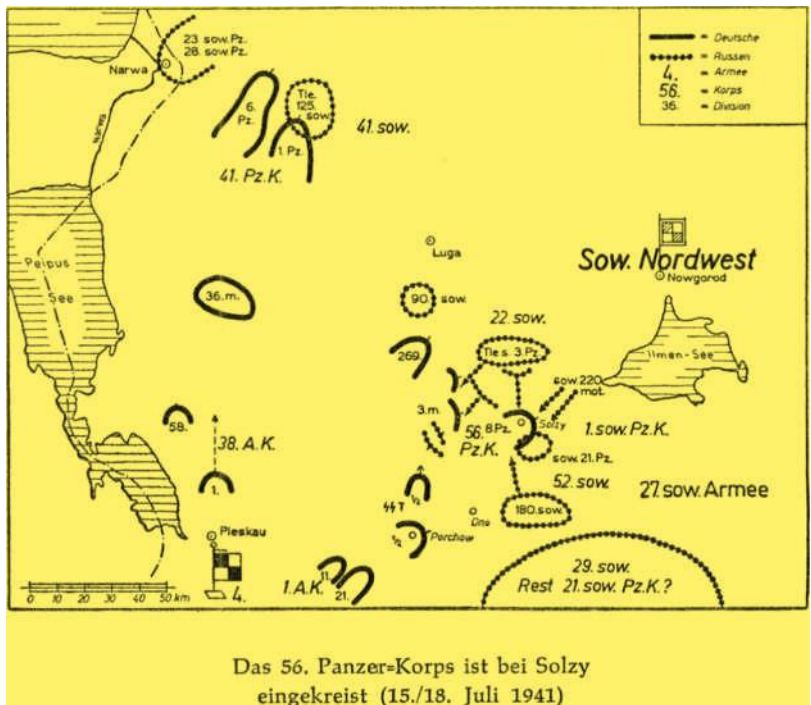 23. sow. Pz.
28. sow. Pz.
Narwa
Narwa
6.
Pz.
Tle.
125.
sow.
1. Pz.
41. sow.
41. Pz. K.
= Deutsche
= Russen
4. = Armee
56. = Korps
36. = Division
Peipus
See
36. m.
Luga
90. sow.
Sow. Nordwest
Nowgorod
22. sow.
269.
Tle.s. 3. Pz.
Ilmen-See
sow. 220.
mot.
3. m.
56.
Pz. K.
8. Pz.
Solzy
1. sow. Pz. K.
sow. 21. Pz.
58.
38. A. K.
1.
52. sow.
27. sow. Armee
½
Dno
180. sow.
Pleskau
½
Porchow
4.
1. A. K.
11.
21.
29. sow.
Rest 21. sow. Pz. K. ?
0 10 20 30 40 50 km
Das 56. Panzer=Korps ist bei Solzy
eingekreist (15./18. Juli 1941)